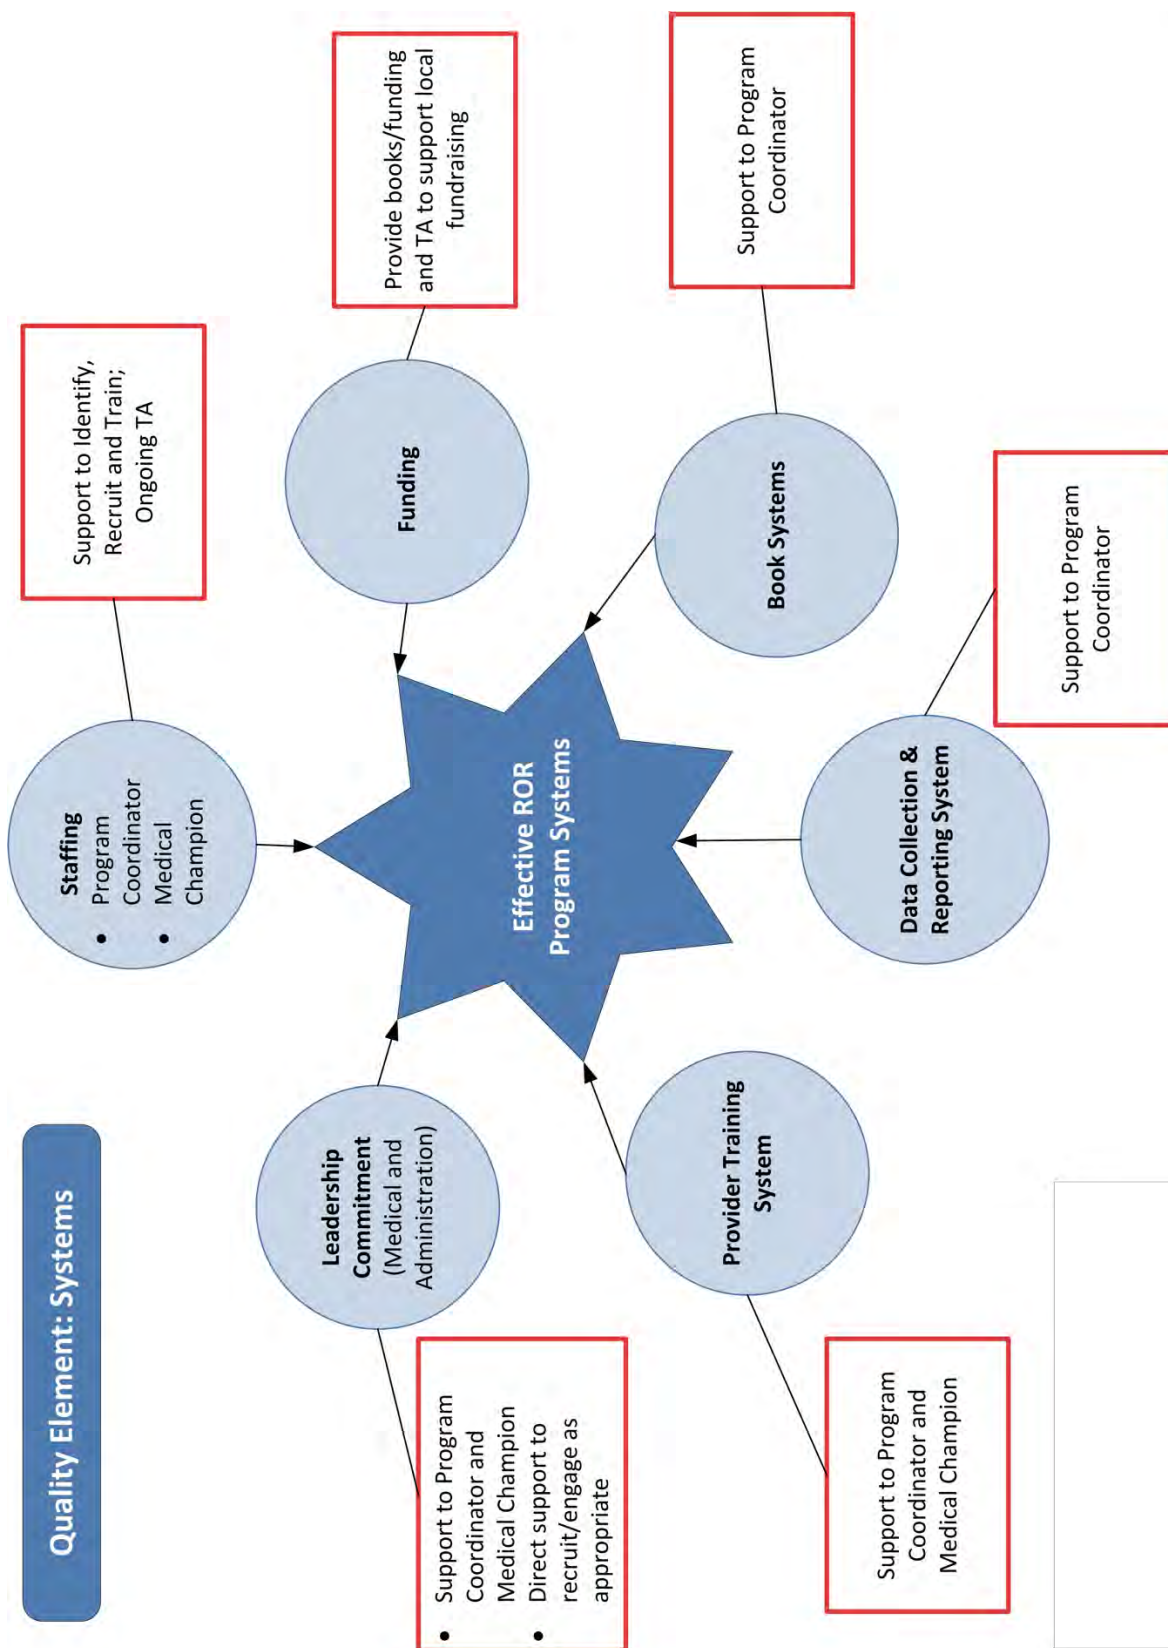 Quality Element: Systems
Staffing
• Program
Coordinator
• Medical
Champion
Support to Identify,
Recruit and Train;
Ongoing TA
Leadership
Commitment
(Medical and
Administration)
• Support to Program
Coordinator and
Medical Champion
• Direct support to
recruit/engage as
appropriate
Funding
Provide books/funding
and TA to support local
fundraising
Effective ROR
Program Systems
Provider Training
System
Support to Program
Coordinator and
Medical Champion
Book Systems
Support to Program
Coordinator
Data Collection &
Reporting System
Support to Program
Coordinator